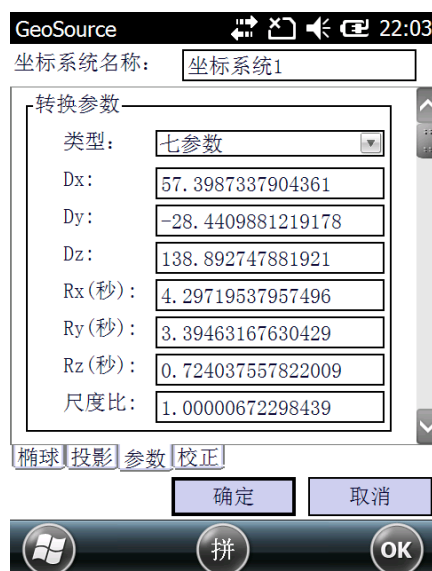 GeoSource 22:03
坐标系统名称： 坐标系统1
转换参数
类型： 七参数
Dx： 57.3987337904361
Dy： -28.4409881219178
Dz： 138.892747881921
Rx(秒)： 4.29719537957496
Ry(秒)： 3.39463167630429
Rz(秒)： 0.724037557822009
尺度比： 1.00000672298439
椭球 投影 参数 校正
确定 取消
拼 OK